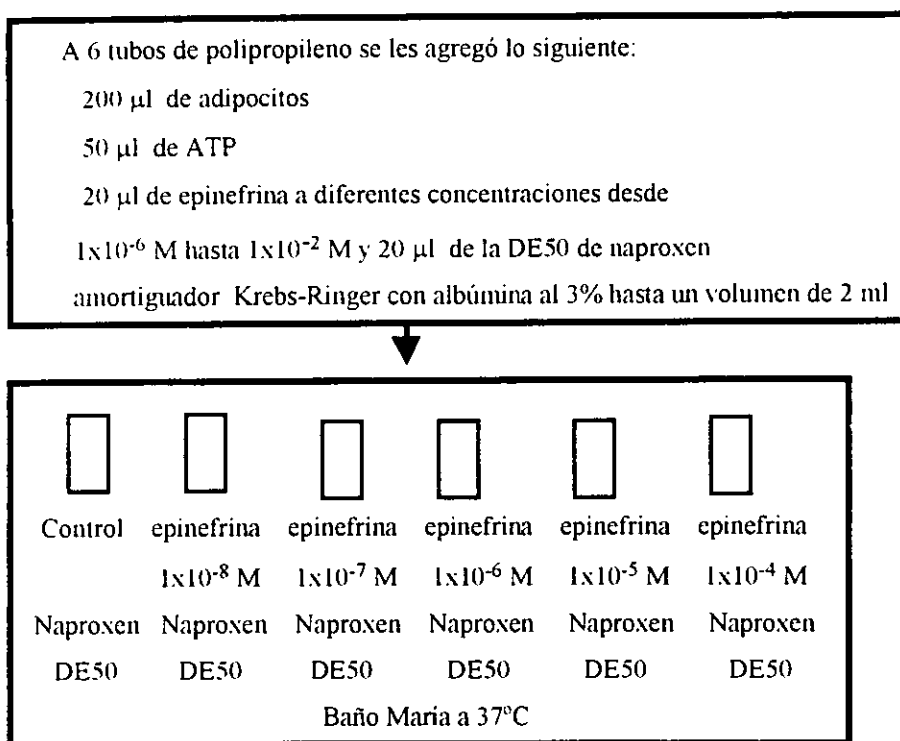 A 6 tubos de polipropileno se les agregó lo siguiente:
200 µl de adipocitos
50 µl de ATP
20 µl de epinefrina a diferentes concentraciones desde
1x10⁻⁶ M hasta 1x10⁻² M y 20 µl de la DE50 de naproxen
amortiguador Krebs-Ringer con albúmina al 3% hasta un volumen de 2 ml
Control epinefrina epinefrina epinefrina epinefrina epinefrina
1x10⁻⁸ M 1x10⁻⁷ M 1x10⁻⁶ M 1x10⁻⁵ M 1x10⁻⁴ M
Naproxen Naproxen Naproxen Naproxen Naproxen Naproxen
DE50 DE50 DE50 DE50 DE50 DE50
Baño María a 37ºC